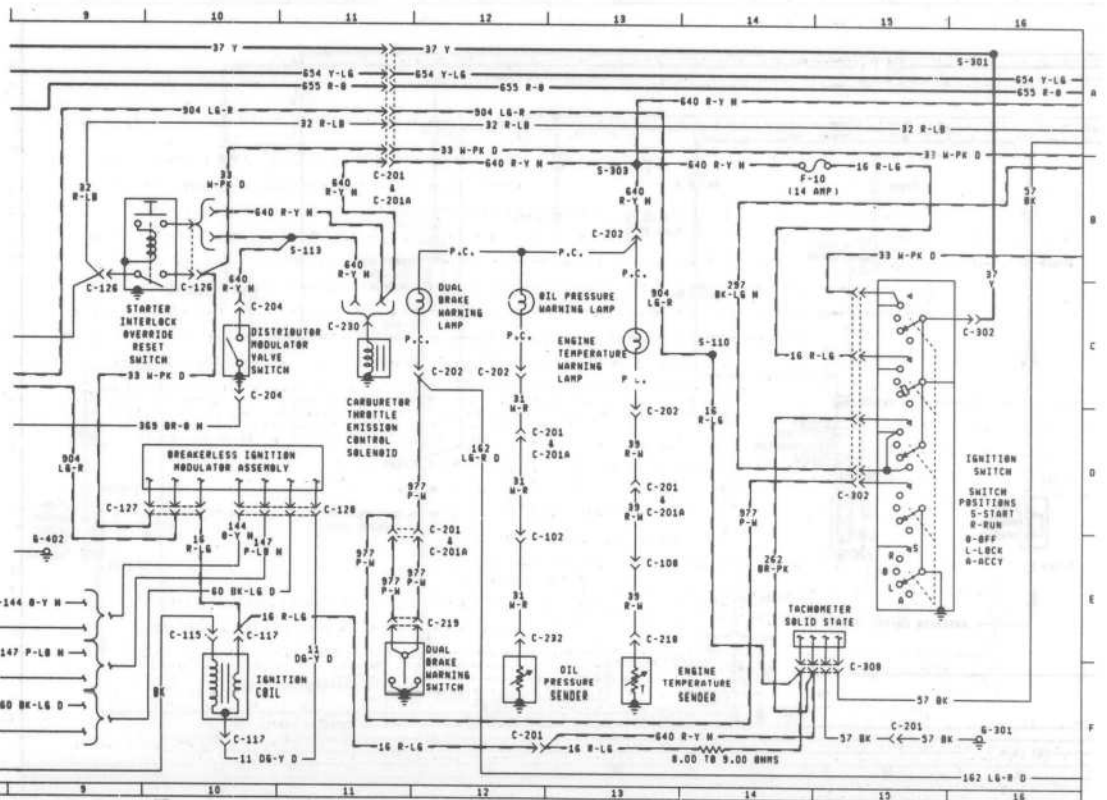 9 10 11 12 13 14 15 16
37 Y 37 Y
S-301
654 Y-LG 654 Y-LG 654 Y-LG
655 R-O 655 R-O 655 R-O
A
640 R-Y H
904 LG-R 904 LG-R
32 R-LB 32 R-LB 32 R-LB
33 W-PK D 33 W-PK D
640 R-Y H S-303 640 R-Y H 16 R-LG
F-10
(14 AMP)
C-201
&
C-201A
32
R-LB
33
W-PK D
640
R-Y H
640
R-Y H
57
BK
B
640 R-Y H
S-113
C-202
P.C. P.C.
33 W-PK D
640
R-Y H
640
R-Y H
P.C.
904
LG-R
297
BK-LG H
37
Y
C-126 C-126
STARTER
INTERLOCK
OVERRIDE
RESET
SWITCH
C-204
DISTRIBUTOR
MODULATOR
VALVE
SWITCH
C-204
C-230
DUAL
BRAKE
WARNING
LAMP
OIL PRESSURE
WARNING LAMP
ENGINE
TEMPERATURE
WARNING
LAMP
C-302
C
S-110
P.C. P.C.
16 R-LG
33 W-PK D
C-202 C-202
P.C.
CARBURETOR
THROTTLE
EMISSION
CONTROL
SOLENOID
31
W-R
C-202
16
R-LG
369 BR-O H
904
LG-R
BREAKERLESS IGNITION
MODULATOR ASSEMBLY
162
LG-R D
C-201
&
C-201A
39
R-W
31
W-R
C-201
&
C-201A
39
R-W
IGNITION
SWITCH
SWITCH
POSITIONS
S-START
R-RUN
O-OFF
L-LOCK
A-ACCY
D
C-302
C-127 C-128
977
P-W
977
P-W
G-402
16
R-LG
144
O-Y H
147
P-LB H
977
P-W
C-201
&
C-201A
C-102
C-108
262
BR-PK
S
R
O
L
A
E
977
P-W
977
P-W
144 O-Y H
60 BK-LG D
31
W-R
39
R-W
TACHOMETER
SOLID STATE
16 R-LG
C-115 C-117
C-219
C-232 C-218
147 P-LB H
11
DG-Y D
DUAL
BRAKE
WARNING
SWITCH
OIL
PRESSURE
SENDER
ENGINE
TEMPERATURE
SENDER
T
C-308
IGNITION
COIL
BK
60 BK-LG D
57 BK
F
C-117
11 DG-Y D
16 R-LG C-201 16 R-LG
640 R-Y H
8.00 TO 9.00 OHMS
57 BK C-201 57 BK G-301
162 LG-R D
9 10 11 12 13 14 15 16